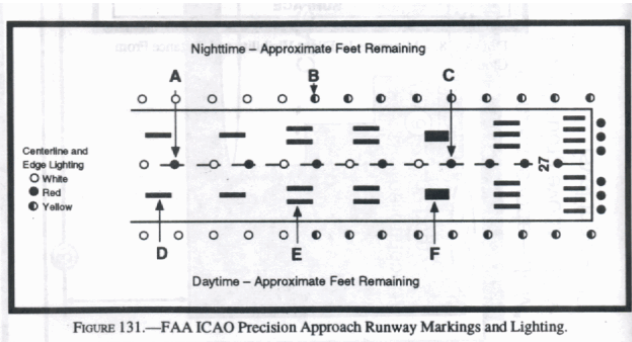 Nighttime – Approximate Feet Remaining
A B C
Centerline and
Edge Lighting
White
Red
Yellow
27
D E F
Daytime – Approximate Feet Remaining
FIGURE 131.—FAA ICAO Precision Approach Runway Markings and Lighting.